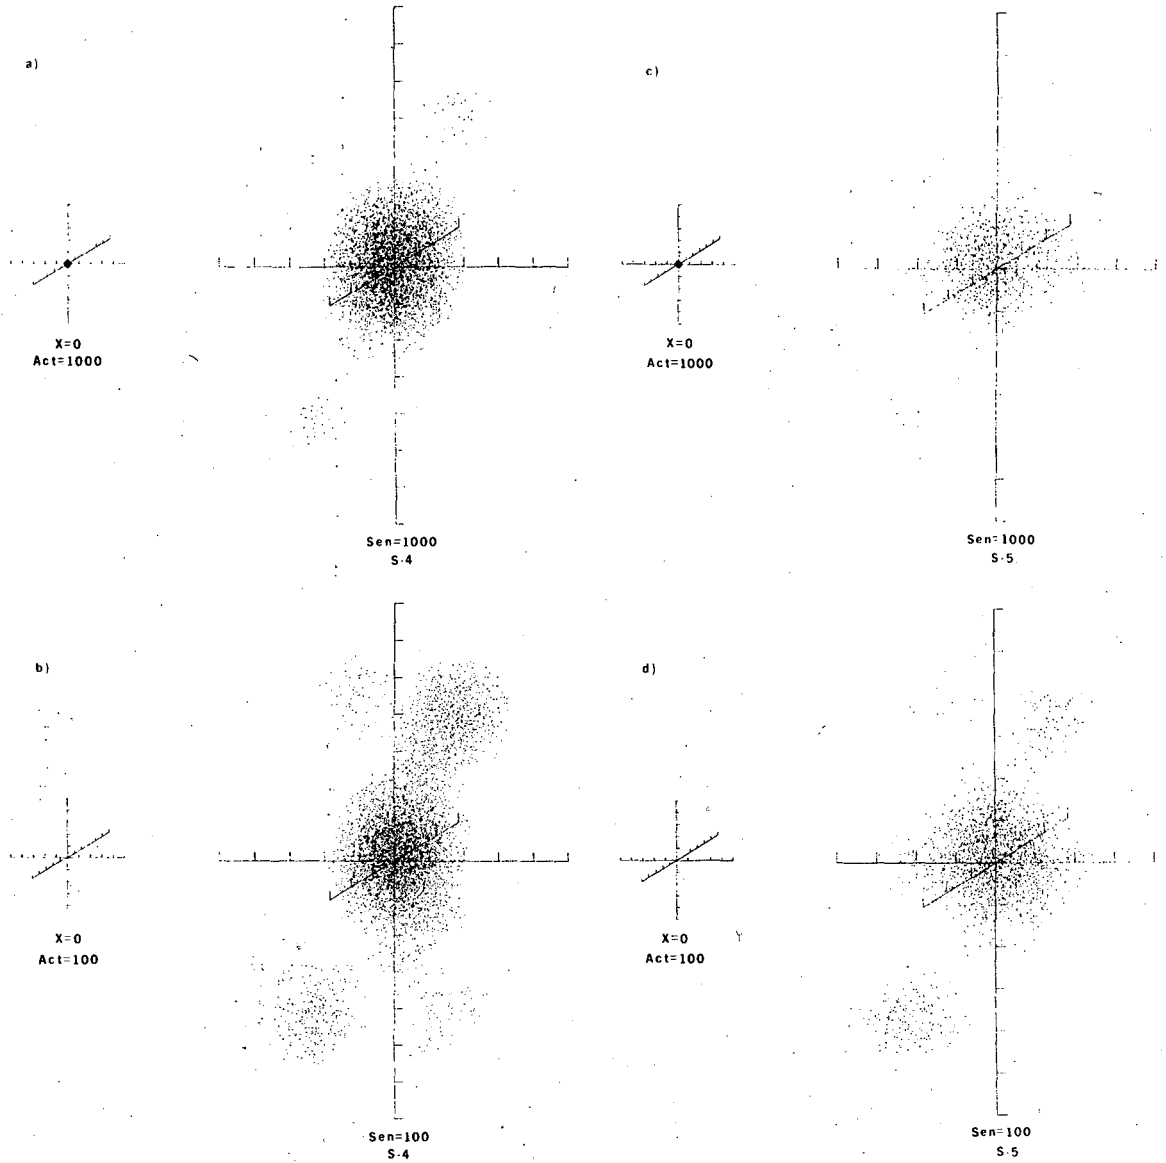 a)
X=0
Act=1000
Sen=1000
S-4
c)
X=0
Act=1000
Sen=1000
S-5
b)
X=0
Act=100
Sen=100
S-4
d)
X=0
Act=100
Sen=100
S-5